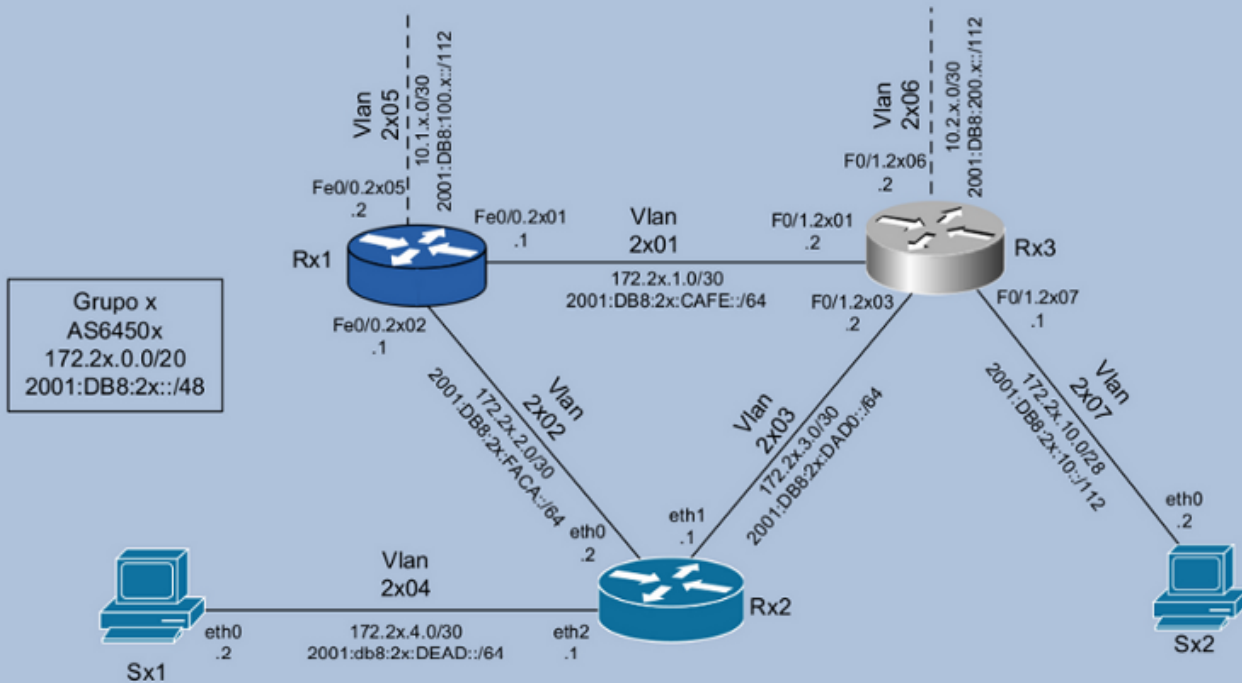 Vlan
2x05
10.1.x.0/30
2001:DB8:100.x::/112
Fe0/0.2x05
.2
Rx1
Fe0/0.2x01
.1
Vlan
2x01
172.2x.1.0/30
2001:DB8:2x:CAFE::/64
Vlan
2x06
10.2.x.0/30
2001:DB8:200.x::/112
F0/1.2x06
.2
F0/1.2x01
.2
Rx3
F0/1.2x03
.2
F0/1.2x07
.1
Grupo x
AS6450x
172.2x.0.0/20
2001:DB8:2x::/48
Fe0/0.2x02
.1
Vlan
2x02
172.2x.2.0/30
2001:DB8:2x:FACA::/64
eth0
.2
Vlan
2x03
172.2x.3.0/30
2001:DB8:2x:DAD0::/64
eth1
.1
Vlan
2x07
172.2x.10.0/28
2001:DB8:2x:10::/112
eth0
.2
Sx2
Vlan
2x04
172.2x.4.0/30
2001:db8:2x:DEAD::/64
eth0
.2
Sx1
eth2
.1
Rx2